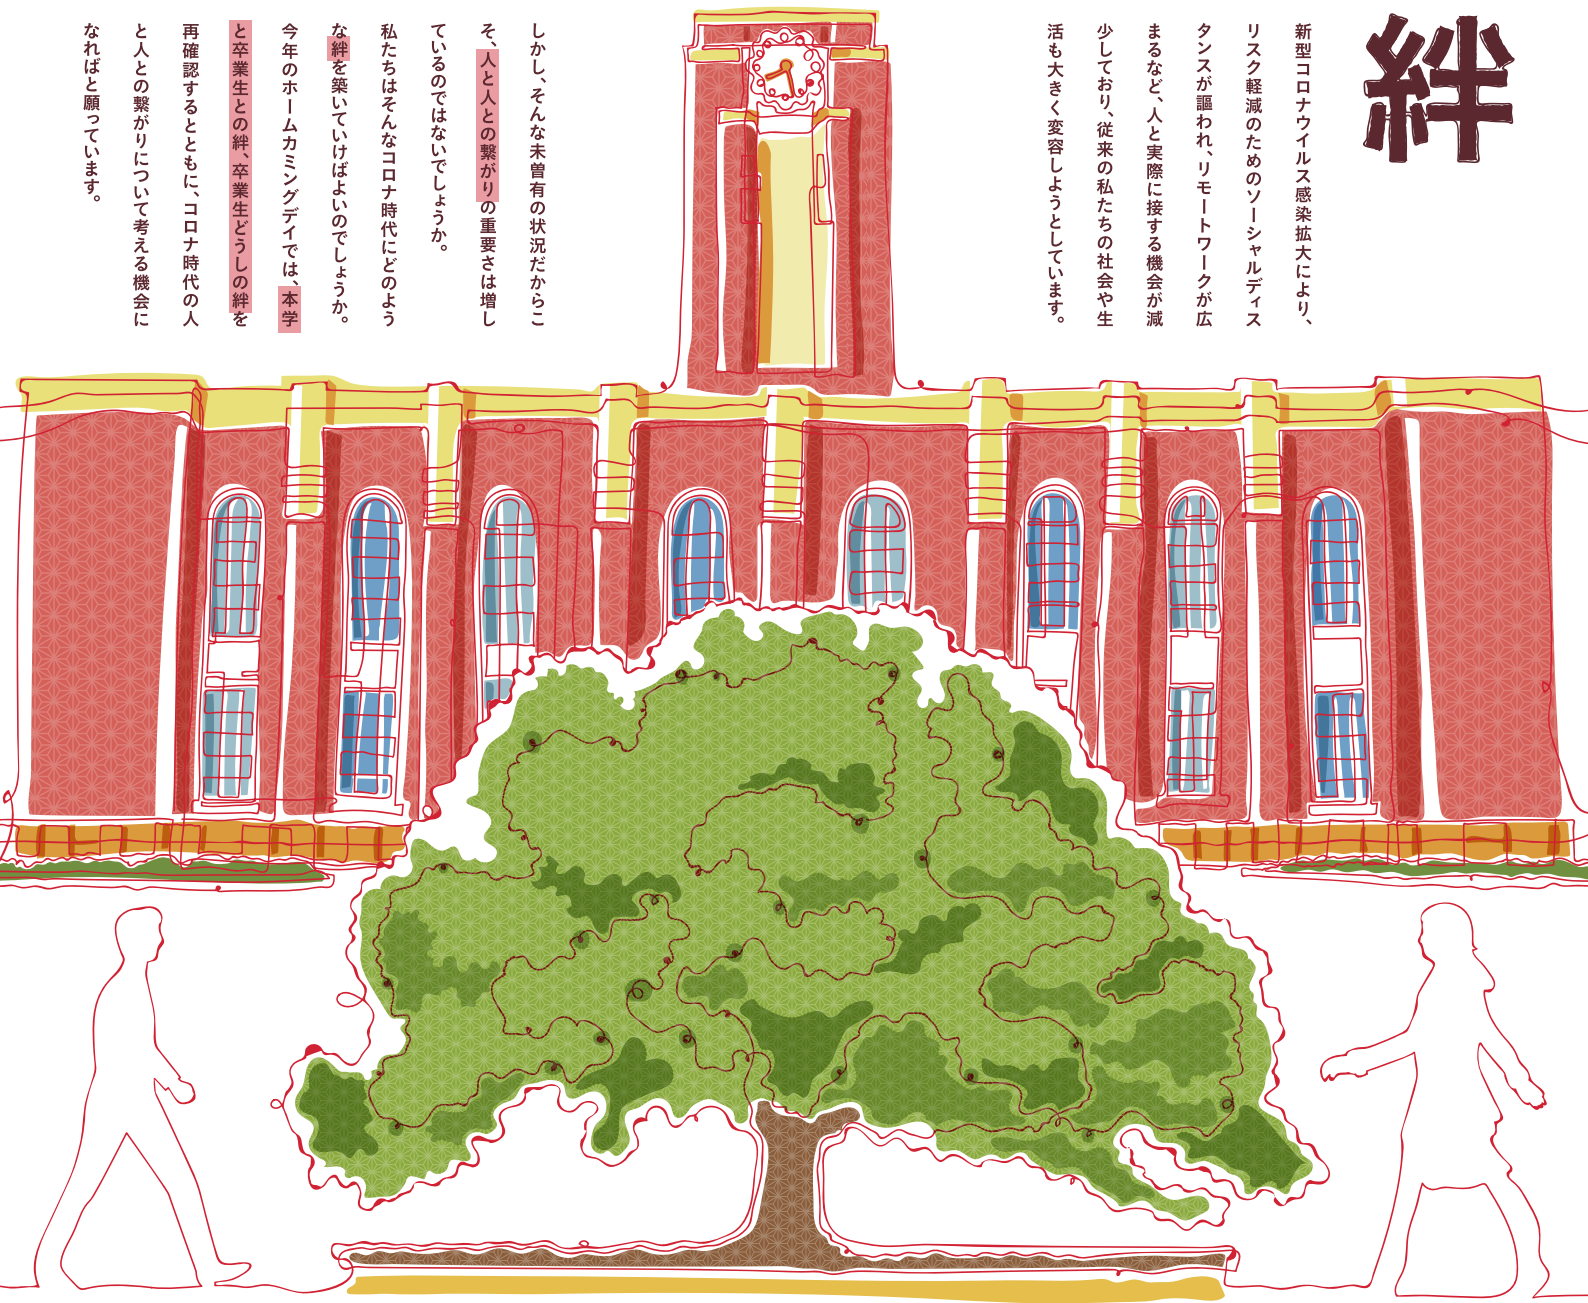 絆
新型コロナウイルス感染拡大により、
リスク軽減のためのソーシャルディス
タンスが謳われ、リモートワークが広
まるなど、人と実際に接する機会が減
少しており、従来の私たちの社会や生
活も大きく変容しようとしています。
しかし、そんな未曽有の状況だからこ
そ、人と人との繋がりの重要さは増し
ているのではないでしょうか。
私たちはそんなコロナ時代にどのよう
な絆を築いていけばよいのでしょうか。
今年のホームカミングデイでは、本学
と卒業生との絆、卒業生どうしの絆を
再確認するとともに、コロナ時代の人
と人との繋がりについて考える機会に
なればと願っています。